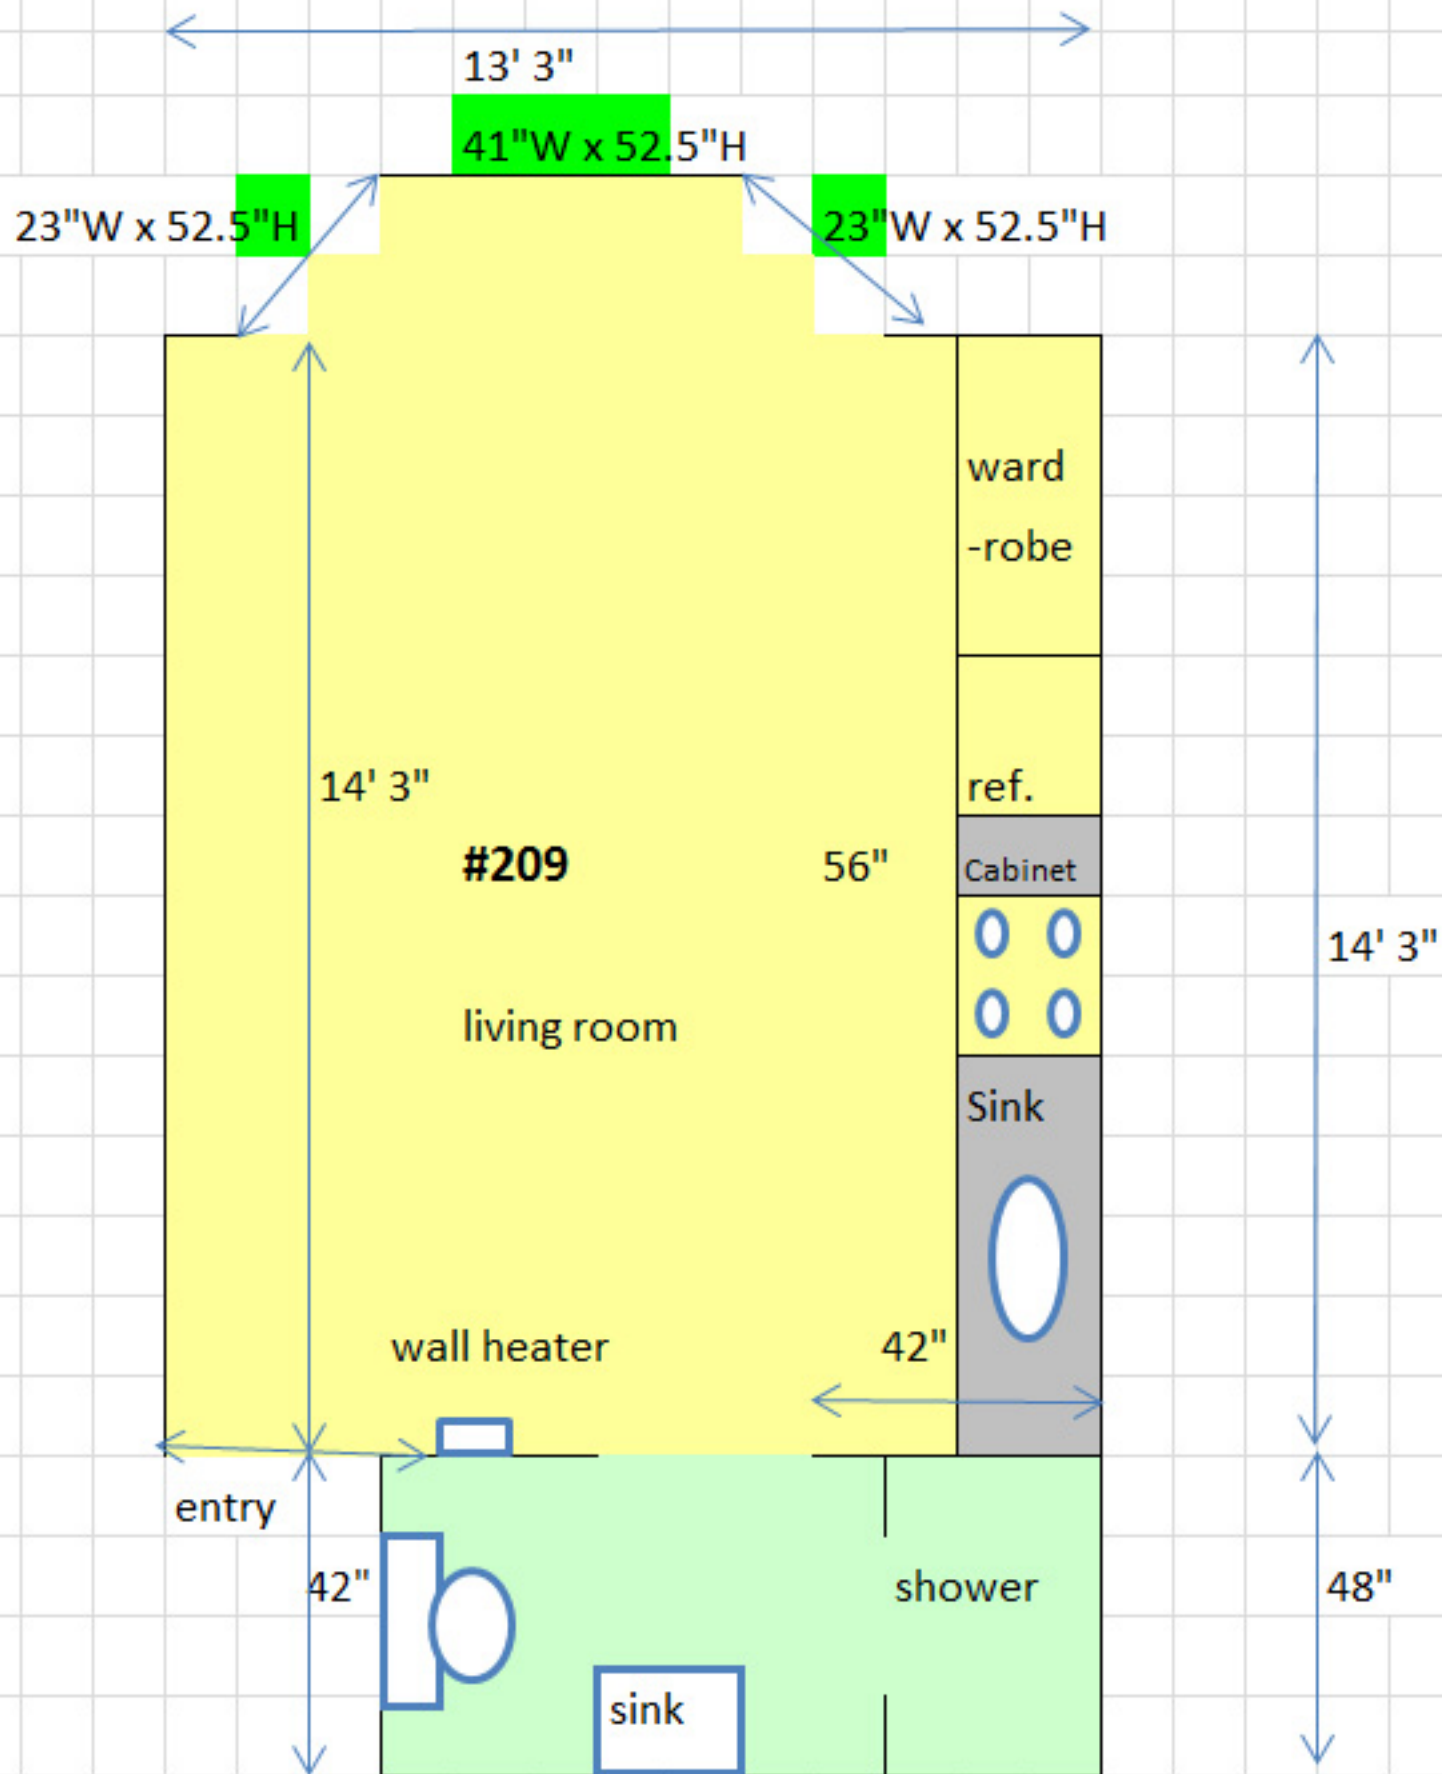 13' 3"
41"W x 52.5"H
23"W x 52.5"H
23"W x 52.5"H
ward
-robe
14' 3"
ref.
#209
56"
Cabinet
14' 3"
living room
Sink
wall heater
42"
entry
42"
shower
48"
sink